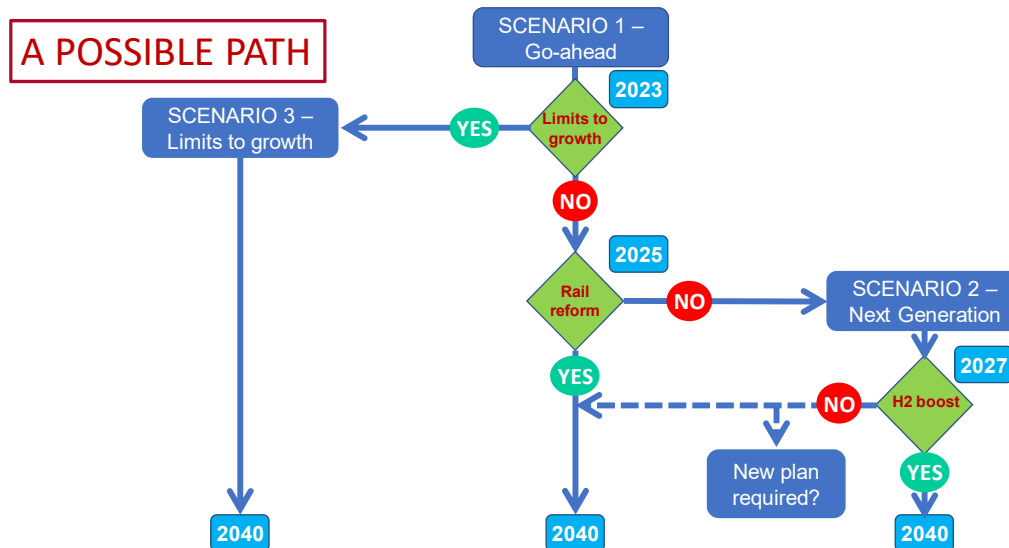 A POSSIBLE PATH
SCENARIO 1 –
Go-ahead
2023
SCENARIO 3 –
Limits to growth
YES
Limits to
growth
NO
2025
Rail
reform
NO
SCENARIO 2 –
Next Generation
YES
2027
NO
H2 boost
New plan
required?
YES
2040
2040
2040